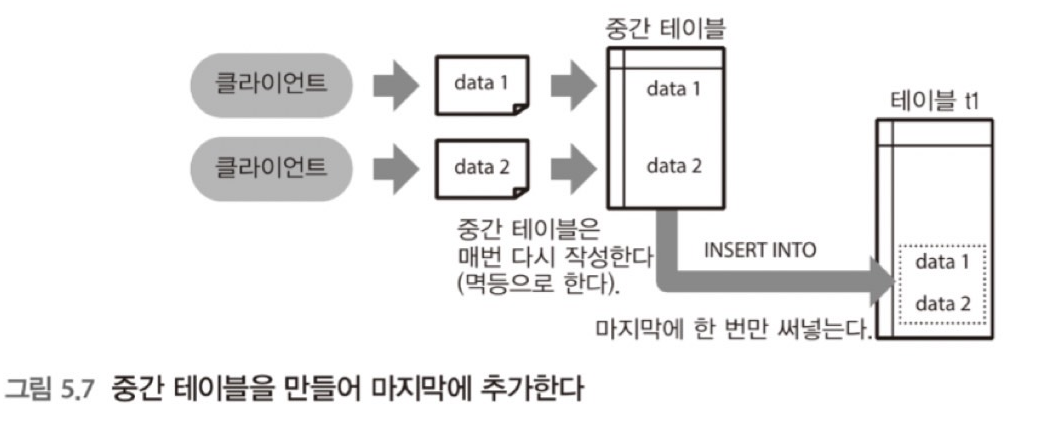 중간 테이블
클라이언트
data 1
data 1
테이블 t1
클라이언트
data 2
data 2
중간 테이블은
매번 다시 작성한다
(멱등으로 한다).
INSERT INTO
data 1
data 2
마지막에 한 번만 써넣는다.
그림 5.7 중간 테이블을 만들어 마지막에 추가한다